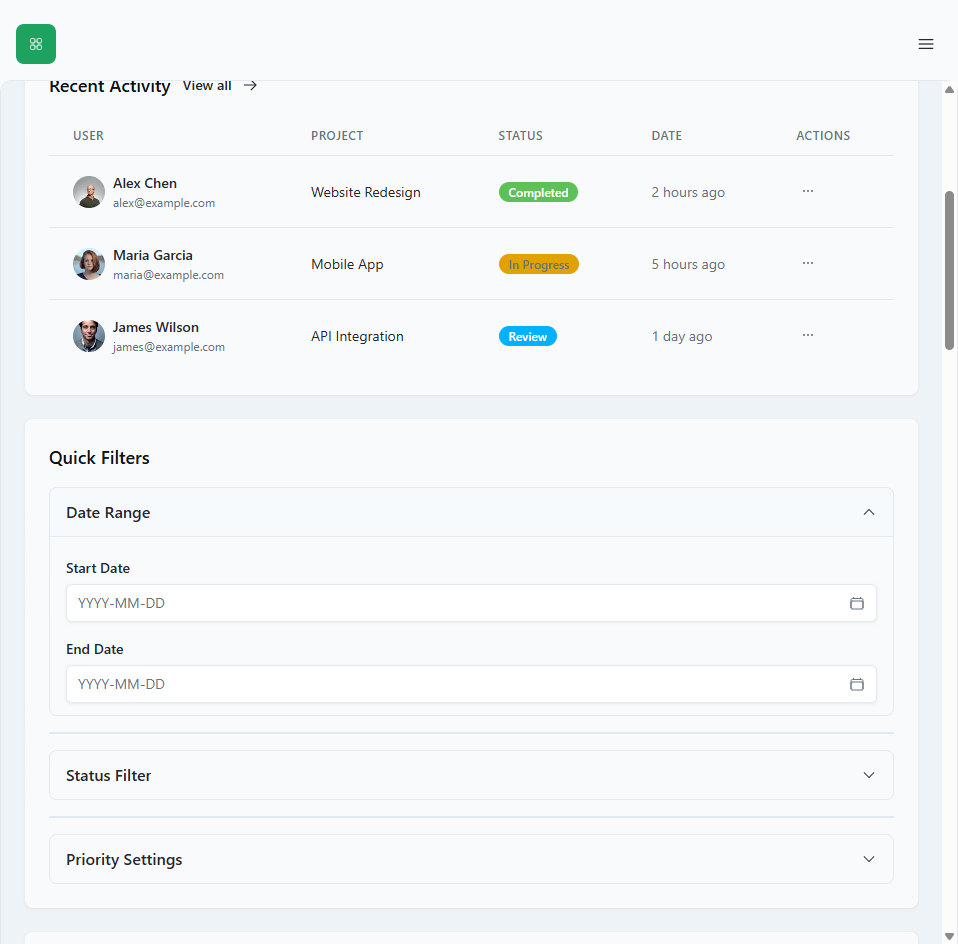 Recent Activity View all
USER PROJECT STATUS DATE ACTIONS
Alex Chen
alex@example.com
Website Redesign Completed 2 hours ago ...
Maria Garcia
maria@example.com
Mobile App In Progress 5 hours ago ...
James Wilson
james@example.com
API Integration Review 1 day ago ...
Quick Filters
Date Range
Start Date
YYYY-MM-DD
End Date
YYYY-MM-DD
Status Filter
Priority Settings